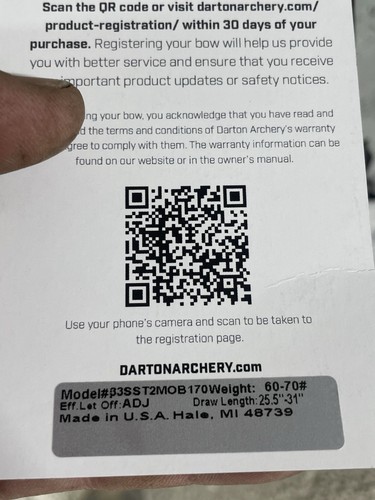 Scan the QR code or visit dartonarchery.com/
product-registration/ within 30 days of your
purchase. Registering your bow will help us provide
you with better service and ensure that you receive
important product updates or safety notices.
your bow, you acknowledge that you have read and
the terms and conditions of Darton Archery's warranty
to comply with them. The warranty information can be
found on our website or in the owner's manual.
Use your phone's camera and scan to be taken to
the registration page.
DARTONARCHERY.com
Model#:33SST2MOB170Weight: 60-70#
Eff.Let Off:ADJ Draw Length:25.5"-31"
Made in U.S.A. Hale, MI 48739